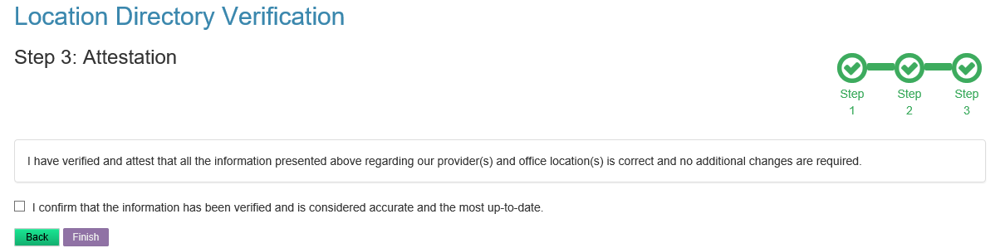 Location Directory Verification
Step 3: Attestation
Step 1
Step 2
Step 3
I have verified and attest that all the information presented above regarding our provider(s) and office location(s) is correct and no additional changes are required.
I confirm that the information has been verified and is considered accurate and the most up-to-date.
Back
Finish